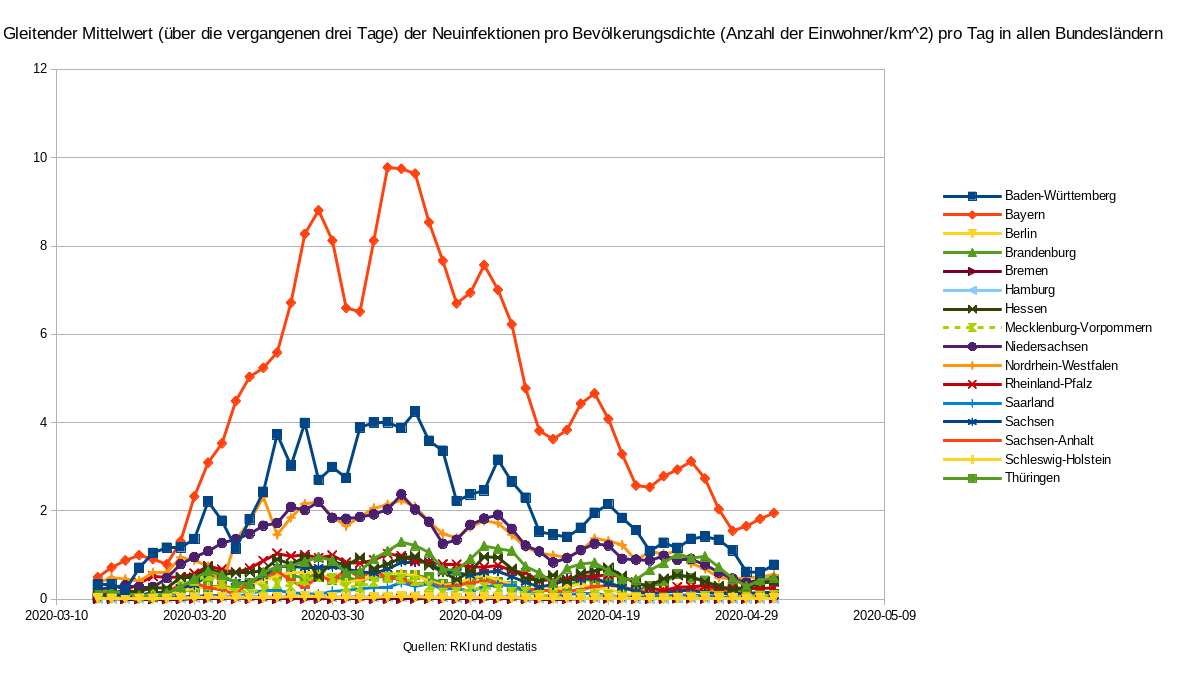 Gleitender Mittelwert (über die vergangenen drei Tage) der Neuinfektionen pro Bevölkerungsdichte (Anzahl der Einwohner/km^2) pro Tag in allen Bundesländern
12
10
8
6
4
2
0
2020-03-10 2020-03-20 2020-03-30 2020-04-09 2020-04-19 2020-04-29 2020-05-09
Baden-Württemberg
Bayern
Berlin
Brandenburg
Bremen
Hamburg
Hessen
Mecklenburg-Vorpommern
Niedersachsen
Nordrhein-Westfalen
Rheinland-Pfalz
Saarland
Sachsen
Sachsen-Anhalt
Schleswig-Holstein
Thüringen
Quellen: RKI und destatis